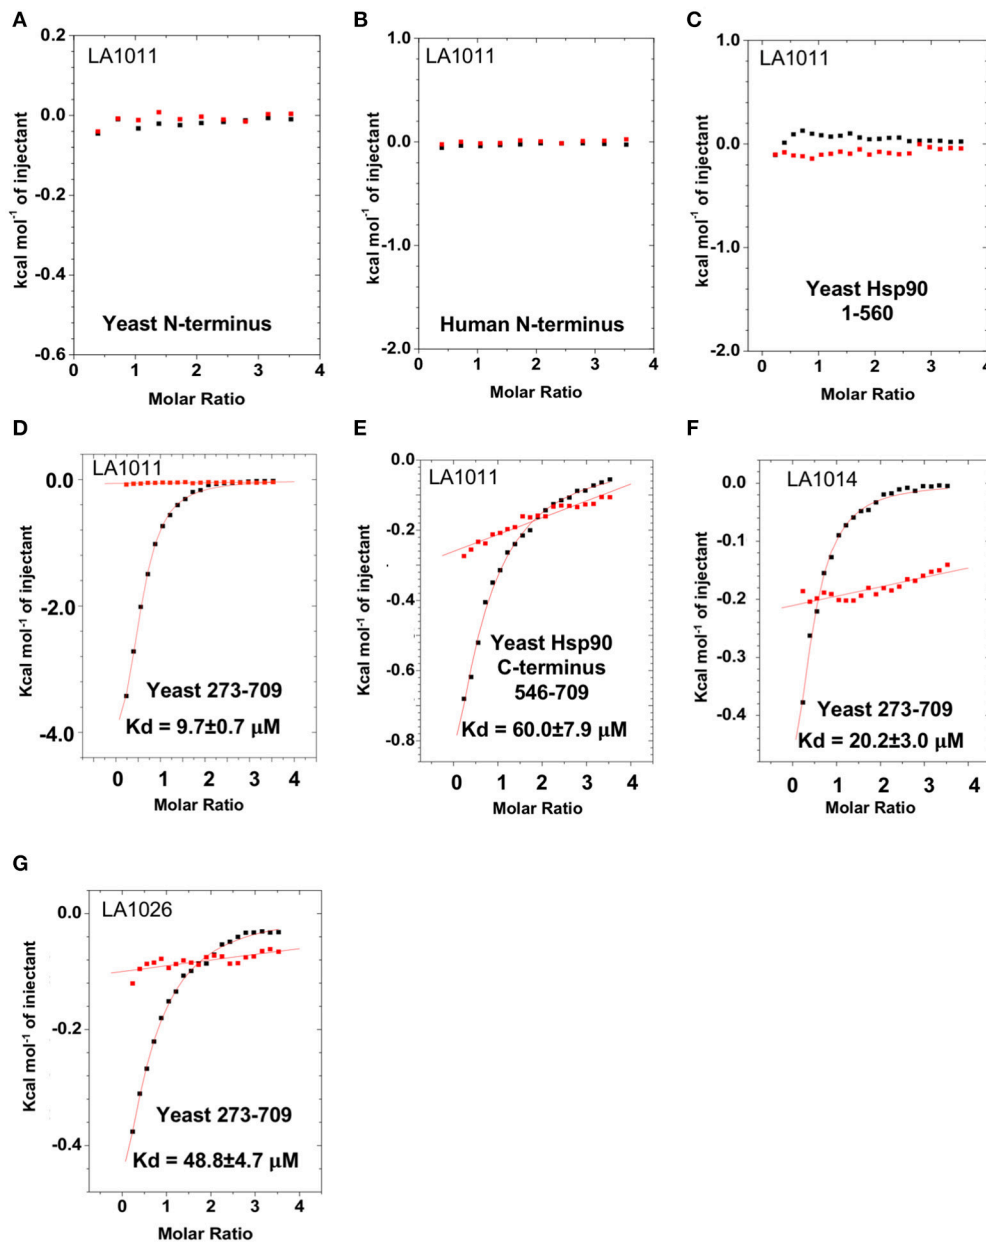 A
LA1011
0.2
0.0
-0.2
-0.4
-0.6
kcal mol⁻¹ of injectant
Yeast N-terminus
0 1 2 3 4
Molar Ratio
B
LA1011
1.0
0.0
-1.0
-2.0
kcal mol⁻¹ of injectant
Human N-terminus
0 1 2 3 4
Molar Ratio
C
LA1011
1.0
0.0
-1.0
-2.0
kcal mol⁻¹ of injectant
Yeast Hsp90
1-560
0 1 2 3 4
Molar Ratio
D
LA1011
0.0
-2.0
-4.0
Kcal mol⁻¹ of injectant
Yeast 273-709
Kd = 9.7±0.7 µM
0 1 2 3 4
Molar Ratio
E
LA1011
0.0
-0.2
-0.4
-0.6
-0.8
Kcal mol⁻¹ of injectant
Yeast Hsp90
C-terminus
546-709
Kd = 60.0±7.9 µM
0 1 2 3 4
Molar Ratio
F
LA1014
0.00
-0.1
-0.2
-0.3
-0.4
Kcal mol⁻¹ of injectant
Yeast 273-709
Kd = 20.2±3.0 µM
0 1 2 3 4
Molar Ratio
G
LA1026
0.0
-0.2
-0.4
Kcal mol⁻¹ of iniectant
Yeast 273-709
Kd = 48.8±4.7 µM
0 1 2 3 4
Molar Ratio